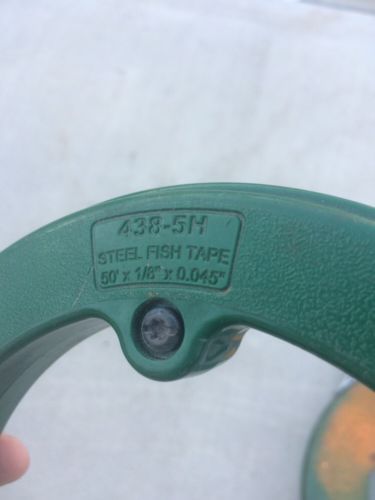 438-5H
STEEL FISH TAPE
50' x 1/8" x 0.045"